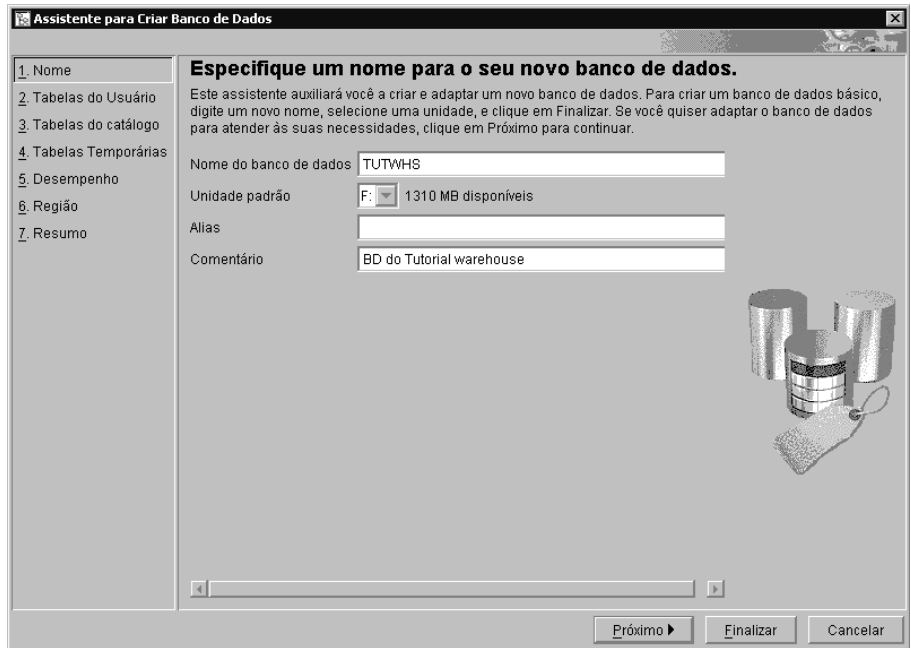 Assistente para Criar Banco de Dados
1. Nome
2. Tabelas do Usuário
3. Tabelas do catálogo
4. Tabelas Temporárias
5. Desempenho
6. Região
7. Resumo
Especifique um nome para o seu novo banco de dados.
Este assistente auxiliará você a criar e adaptar um novo banco de dados. Para criar um banco de dados básico,
digite um novo nome, selecione uma unidade, e clique em Finalizar. Se você quiser adaptar o banco de dados
para atender às suas necessidades, clique em Próximo para continuar.
Nome do banco de dados TUTWHS
Unidade padrão F: 1310 MB disponíveis
Alias
Comentário BD do Tutorial warehouse
Próximo Finalizar Cancelar